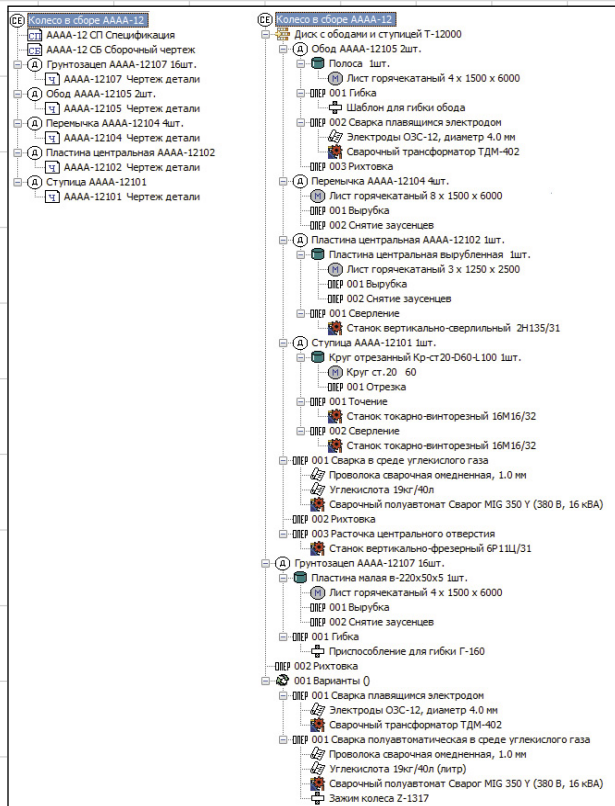 СЕ Колесо в сборе АААА-12
СП АААА-12 СП Спецификация
СБ АААА-12 СБ Сборочный чертеж
Д Грунтозацеп АААА-12107 16шт.
Ч АААА-12107 Чертеж детали
Д Обод АААА-12105 2шт.
Ч АААА-12105 Чертеж детали
Д Перемычка АААА-12104 4шт.
Ч АААА-12104 Чертеж детали
Д Пластина центральная АААА-12102
Ч АААА-12102 Чертеж детали
Д Ступица АААА-12101
Ч АААА-12101 Чертеж детали
СЕ Колесо в сборе АААА-12
Диск с ободами и ступицей Т-12000
Д Обод АААА-12105 2шт.
Полоса 1шт.
М Лист горячекатаный 4 х 1500 х 6000
ОПЕР 001 Гибка
Шаблон для гибки обода
ОПЕР 002 Сварка плавящимся электродом
Электроды ОЗС-12, диаметр 4.0 мм
Сварочный трансформатор ТДМ-402
ОПЕР 003 Рихтовка
Д Перемычка АААА-12104 4шт.
М Лист горячекатаный 8 х 1500 х 6000
ОПЕР 001 Вырубка
ОПЕР 002 Снятие заусенцев
Д Пластина центральная АААА-12102 1шт.
Пластина центральная вырубленная 1шт.
М Лист горячекатаный 3 х 1250 х 2500
ОПЕР 001 Вырубка
ОПЕР 002 Снятие заусенцев
ОПЕР 001 Сверление
Станок вертикально-сверлильный 2Н135/31
Д Ступица АААА-12101 1шт.
Круг отрезанный Кр-ст20-D60-L100 1шт.
М Круг ст.20 60
ОПЕР 001 Отрезка
ОПЕР 001 Точение
Станок токарно-винторезный 16М16/32
ОПЕР 002 Сверление
Станок токарно-винторезный 16М16/32
ОПЕР 001 Сварка в среде углекислого газа
Проволока сварочная омедненная, 1.0 мм
Углекислота 19кг/40л
Сварочный полуавтомат Сварог MIG 350 Y (380 В, 16 кВА)
ОПЕР 002 Рихтовка
ОПЕР 003 Расточка центрального отверстия
Станок вертикально-фрезерный 6Р11Ц/31
Д Грунтозацеп АААА-12107 16шт.
Пластина малая в-220х50х5 1шт.
М Лист горячекатаный 4 х 1500 х 6000
ОПЕР 001 Вырубка
ОПЕР 002 Снятие заусенцев
ОПЕР 001 Гибка
Приспособление для гибки Г-160
ОПЕР 002 Рихтовка
001 Варианты ()
ОПЕР 001 Сварка плавящимся электродом
Электроды ОЗС-12, диаметр 4.0 мм
Сварочный трансформатор ТДМ-402
ОПЕР 001 Сварка полуавтоматическая в среде углекислого газа
Проволока сварочная омедненная, 1.0 мм
Углекислота 19кг/40л (литр)
Сварочный полуавтомат Сварог MIG 350 Y (380 В, 16 кВА)
Зажим колеса Z-1317